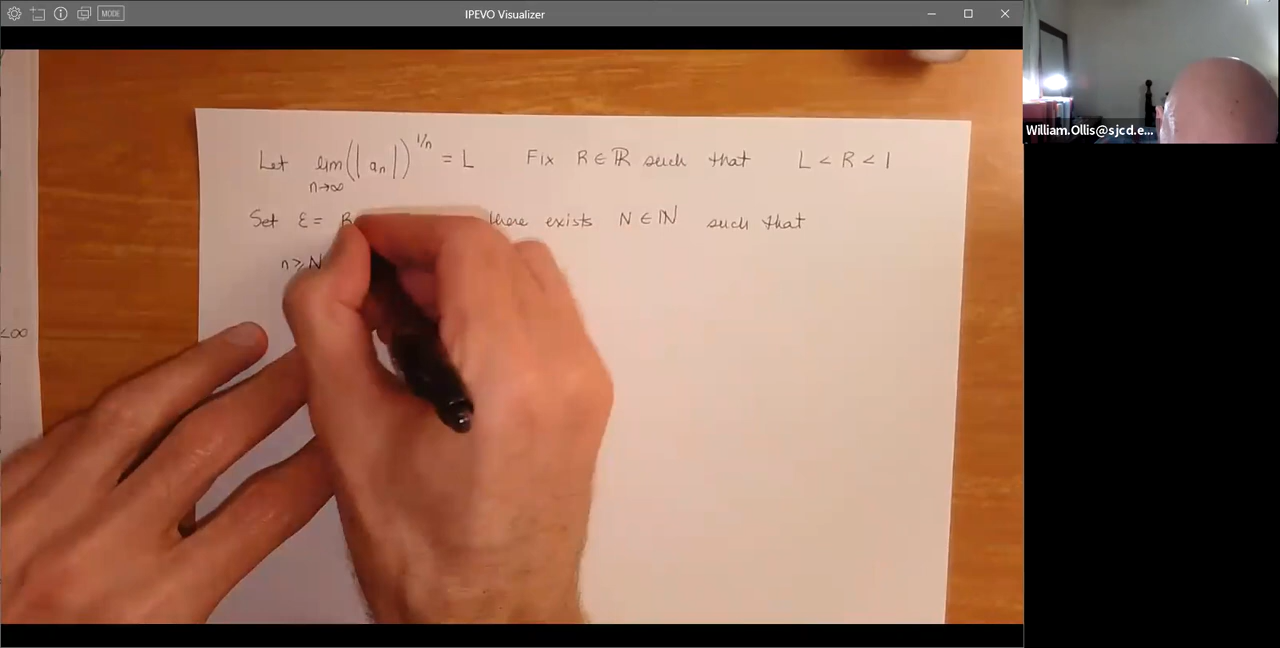 IPEVO Visualizer
MODE
William.Ollis@sjcd.e...
Let lim n→∞ (|aₙ|)^1/n = L Fix R ∈ ℝ such that L < R < 1
Set ε = R there exists N ∈ ℕ such that
n ≥ N
<∞